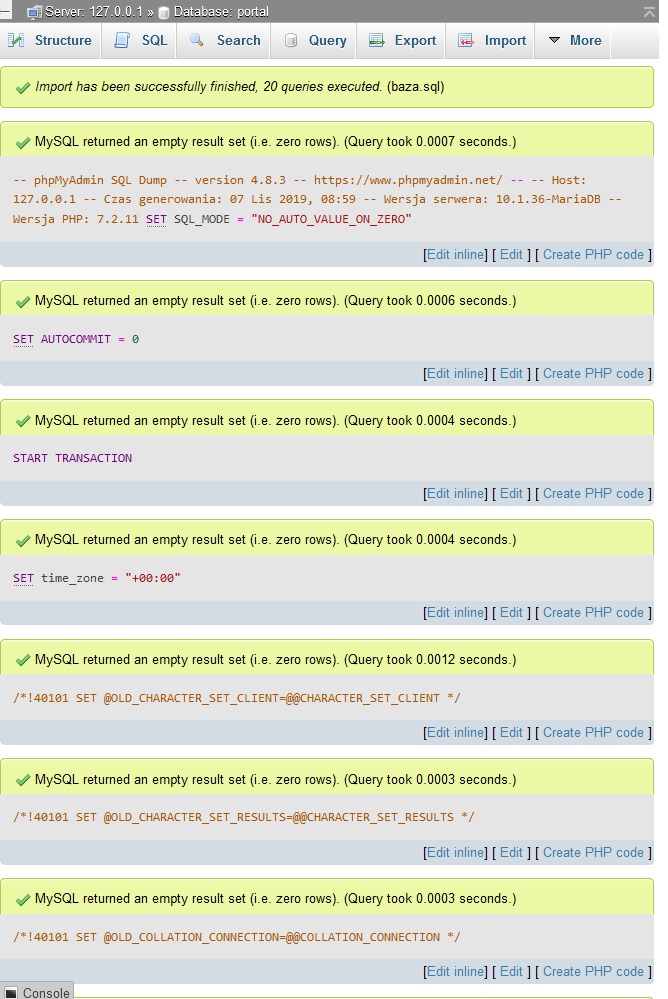 Server: 127.0.0.1 » Database: portal
Structure SQL Search Query Export Import More
Import has been successfully finished, 20 queries executed. (baza.sql)
MySQL returned an empty result set (i.e. zero rows). (Query took 0.0007 seconds.)
-- phpMyAdmin SQL Dump -- version 4.8.3 -- https://www.phpmyadmin.net/ -- -- Host:
127.0.0.1 -- Czas generowania: 07 Lis 2019, 08:59 -- Wersja serwera: 10.1.36-MariaDB --
Wersja PHP: 7.2.11 SET SQL_MODE = "NO_AUTO_VALUE_ON_ZERO"
[Edit inline] [ Edit ] [ Create PHP code ]
MySQL returned an empty result set (i.e. zero rows). (Query took 0.0006 seconds.)
SET AUTOCOMMIT = 0
[Edit inline] [ Edit ] [ Create PHP code ]
MySQL returned an empty result set (i.e. zero rows). (Query took 0.0004 seconds.)
START TRANSACTION
[Edit inline] [ Edit ] [ Create PHP code ]
MySQL returned an empty result set (i.e. zero rows). (Query took 0.0004 seconds.)
SET time_zone = "+00:00"
[Edit inline] [ Edit ] [ Create PHP code ]
MySQL returned an empty result set (i.e. zero rows). (Query took 0.0012 seconds.)
/*!40101 SET @OLD_CHARACTER_SET_CLIENT=@@CHARACTER_SET_CLIENT */
[Edit inline] [ Edit ] [ Create PHP code ]
MySQL returned an empty result set (i.e. zero rows). (Query took 0.0003 seconds.)
/*!40101 SET @OLD_CHARACTER_SET_RESULTS=@@CHARACTER_SET_RESULTS */
[Edit inline] [ Edit ] [ Create PHP code ]
MySQL returned an empty result set (i.e. zero rows). (Query took 0.0003 seconds.)
/*!40101 SET @OLD_COLLATION_CONNECTION=@@COLLATION_CONNECTION */
[Edit inline] [ Edit ] [ Create PHP code ]
Console